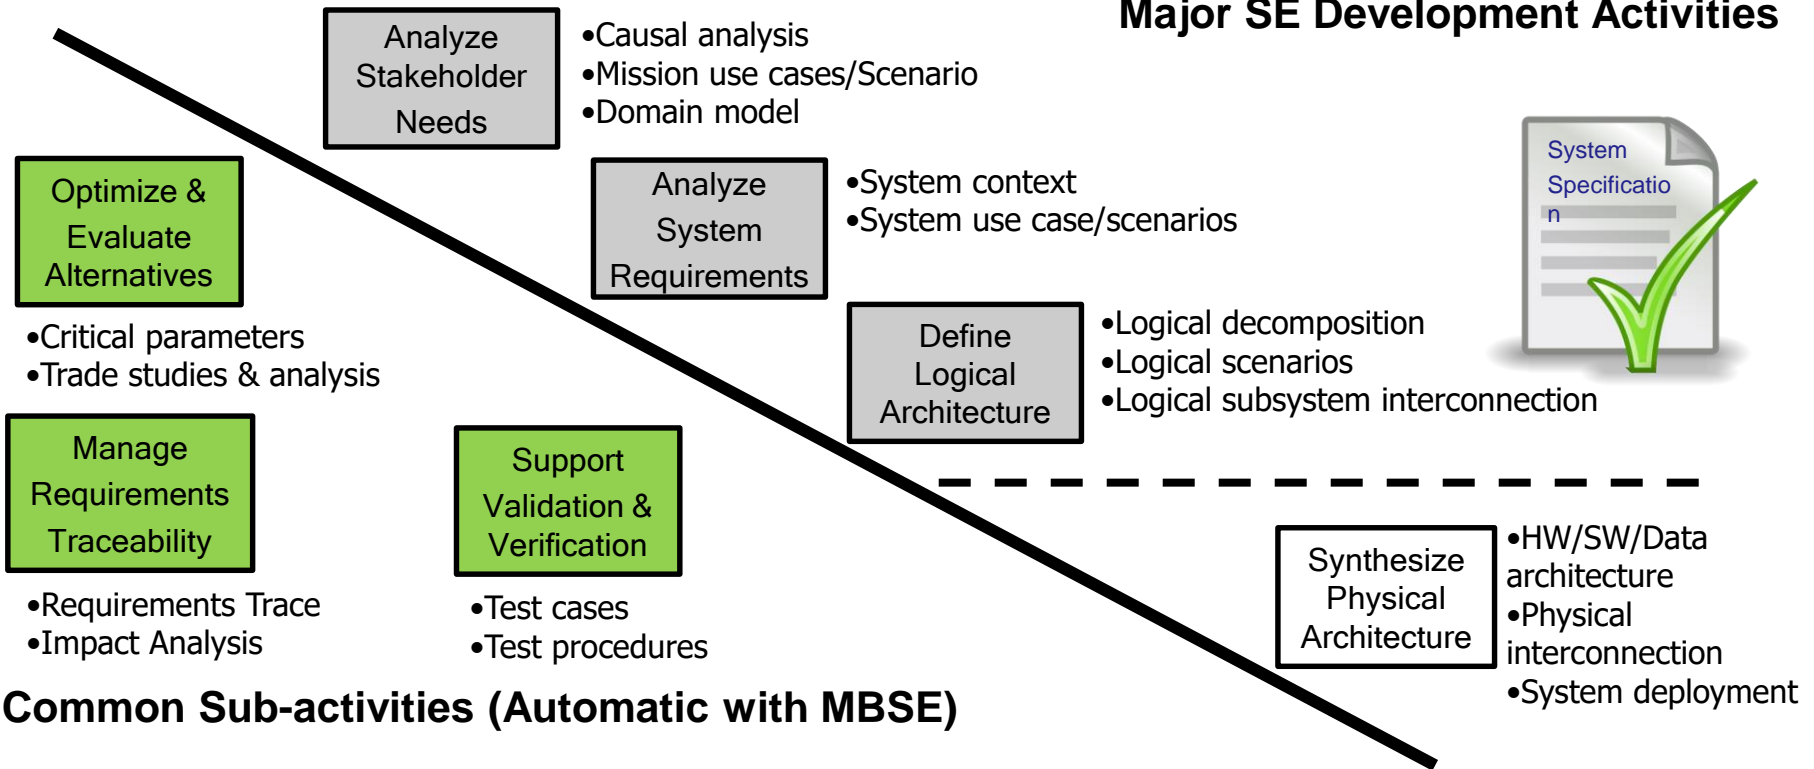 Major SE Development Activities
Analyze
Stakeholder
Needs
•Causal analysis
•Mission use cases/Scenario
•Domain model
Analyze
System
Requirements
•System context
•System use case/scenarios
System
Specificatio
n
Optimize &
Evaluate
Alternatives
•Critical parameters
•Trade studies & analysis
Define
Logical
Architecture
•Logical decomposition
•Logical scenarios
•Logical subsystem interconnection
Manage
Requirements
Traceability
•Requirements Trace
•Impact Analysis
Support
Validation &
Verification
•Test cases
•Test procedures
Synthesize
Physical
Architecture
•HW/SW/Data
architecture
•Physical
interconnection
•System deployment
Common Sub-activities (Automatic with MBSE)